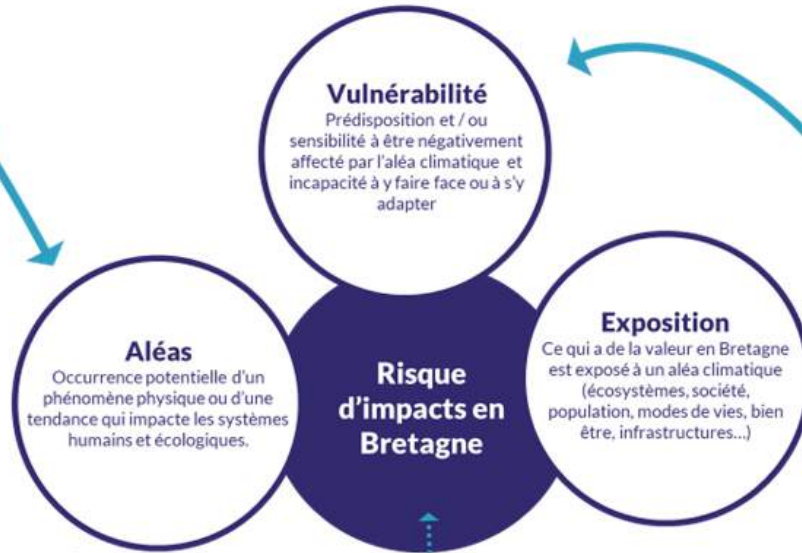 Vulnérabilité
Prédisposition et / ou
sensibilité à être négativement
affecté par l'aléa climatique et
incapacité à y faire face ou à s'y
adapter
Aléas
Occurrence potentielle d'un
phénomène physique ou d'une
tendance qui impacte les systèmes
humains et écologiques.
Risque
d'impacts en
Bretagne
Exposition
Ce qui a de la valeur en Bretagne
est exposé à un aléa climatique
(écosystèmes, société,
population, modes de vies, bien
être, infrastructures...)